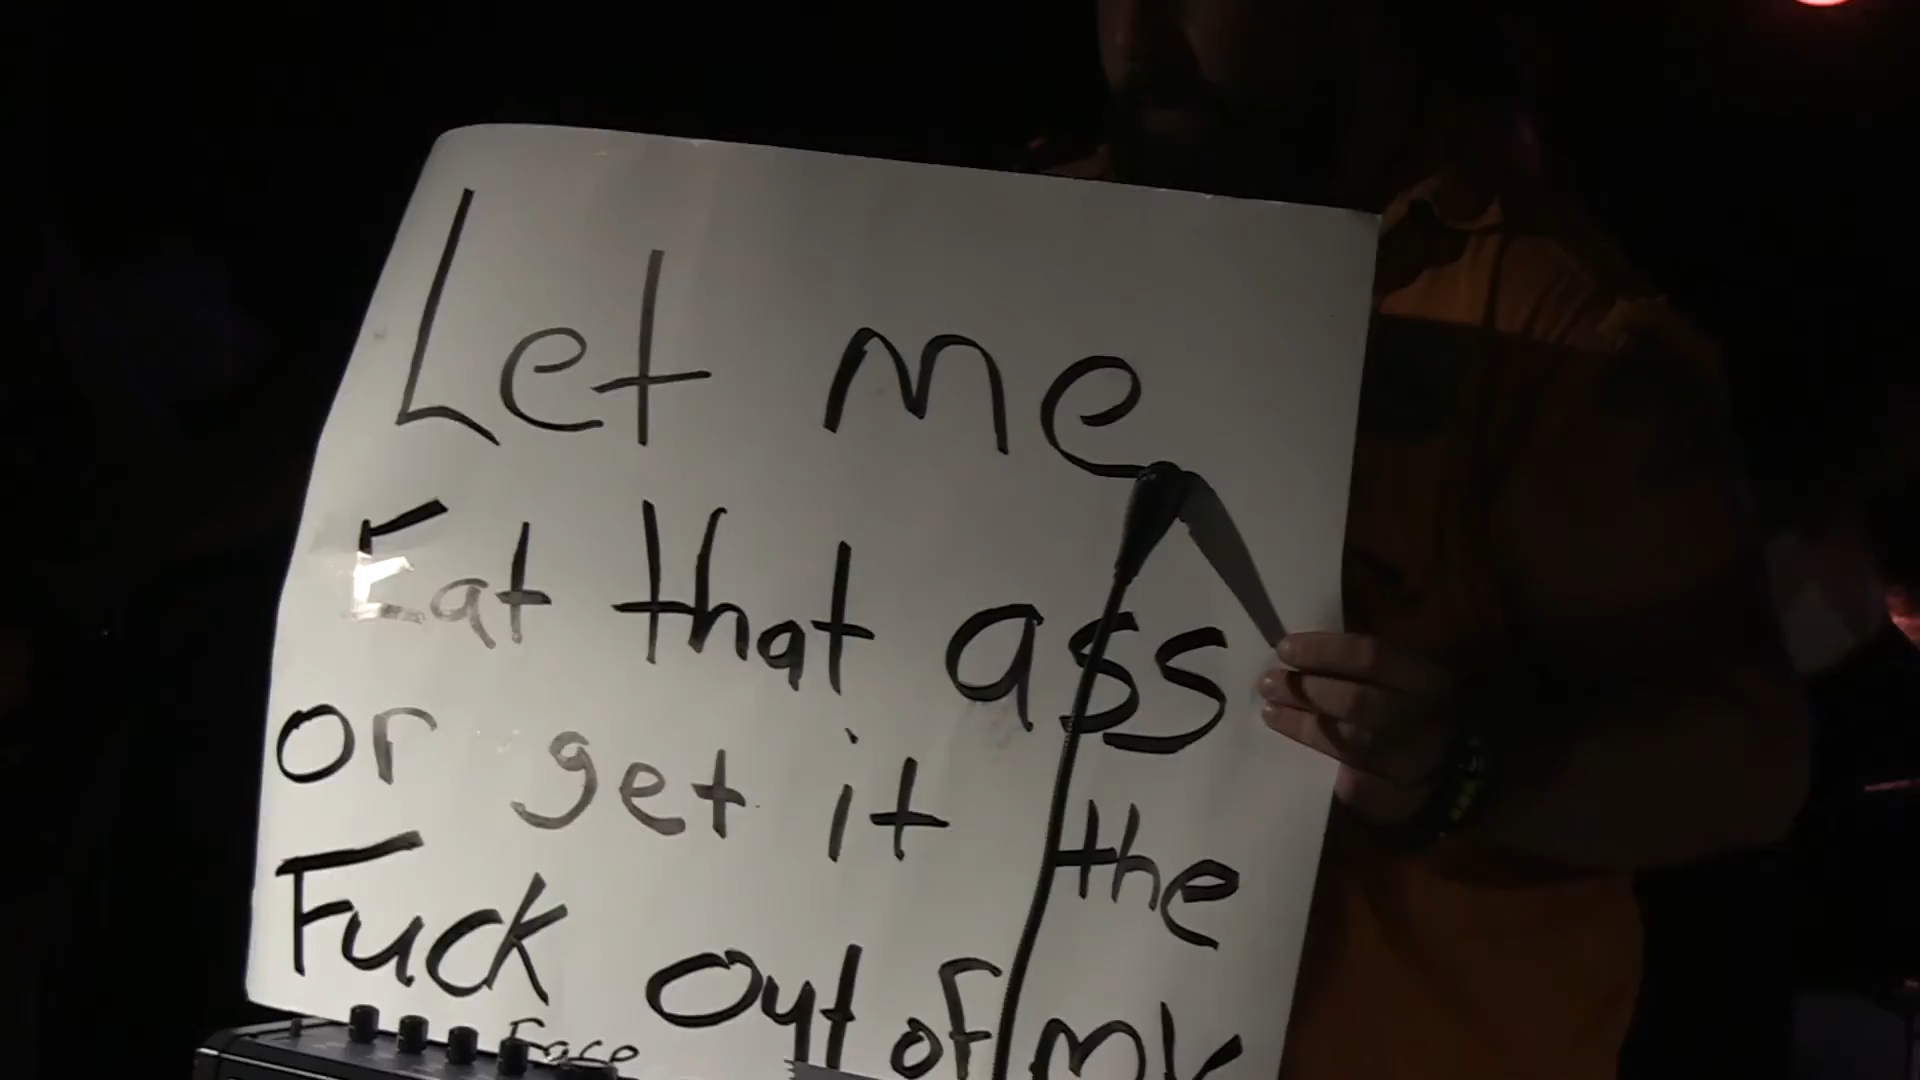 Let me
Eat that ass
or get it the
Fuck out of my
Face